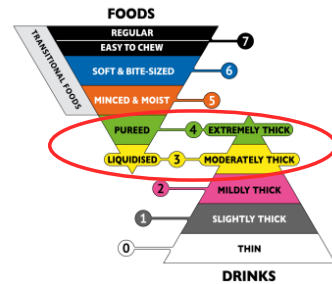 FOODS
TRANSITIONAL FOODS
REGULAR
EASY TO CHEW
7
SOFT & BITE-SIZED
6
MINCED & MOIST
5
PUREED
4
EXTREMELY THICK
LIQUIDISED
3
MODERATELY THICK
2
MILDLY THICK
1
SLIGHTLY THICK
0
THIN
DRINKS